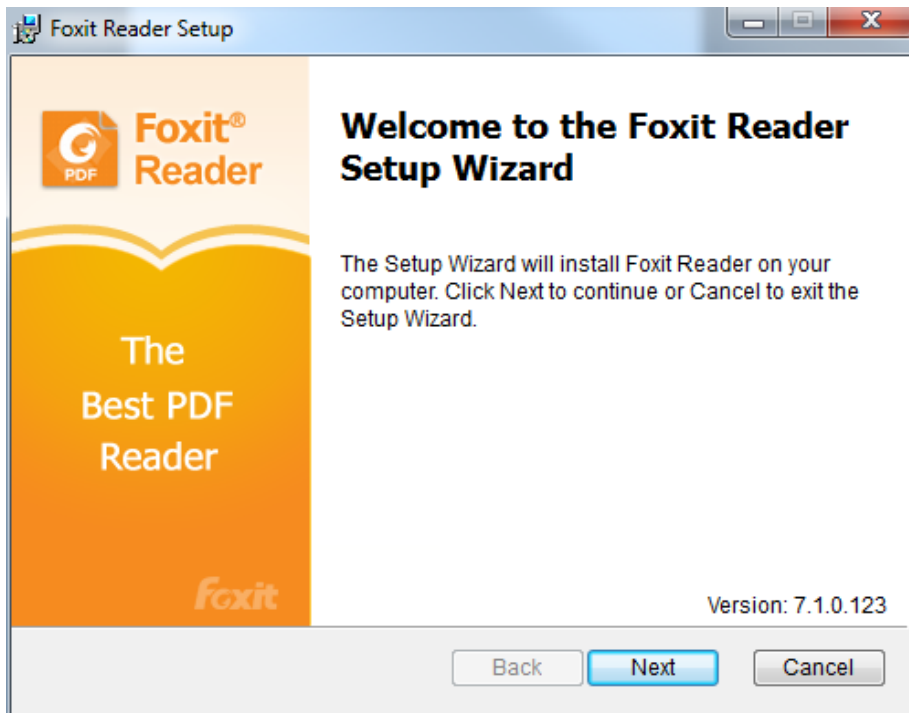 Foxit Reader Setup
Foxit®
Reader
PDF
Welcome to the Foxit Reader
Setup Wizard
The Setup Wizard will install Foxit Reader on your
computer. Click Next to continue or Cancel to exit the
Setup Wizard.
The
Best PDF
Reader
foxit
Version: 7.1.0.123
Back
Next
Cancel